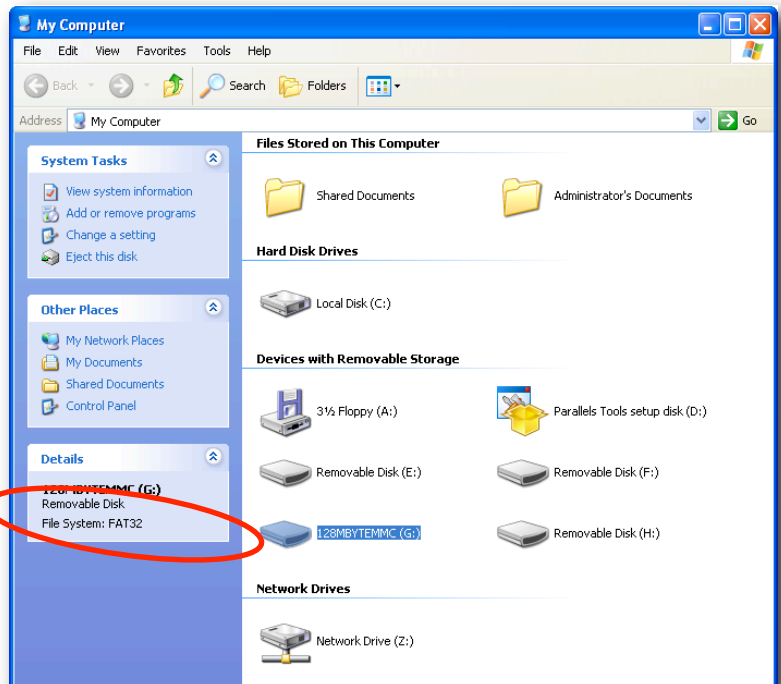 My Computer
File Edit View Favorites Tools Help
Back Search Folders
Address My Computer Go
System Tasks
View system information
Add or remove programs
Change a setting
Eject this disk
Other Places
My Network Places
My Documents
Shared Documents
Control Panel
Details
128MBYTEMMC (G:)
Removable Disk
File System: FAT32
Files Stored on This Computer
Shared Documents Administrator's Documents
Hard Disk Drives
Local Disk (C:)
Devices with Removable Storage
3½ Floppy (A:) Parallels Tools setup disk (D:)
Removable Disk (E:) Removable Disk (F:)
128MBYTEMMC (G:) Removable Disk (H:)
Network Drives
Network Drive (Z:)